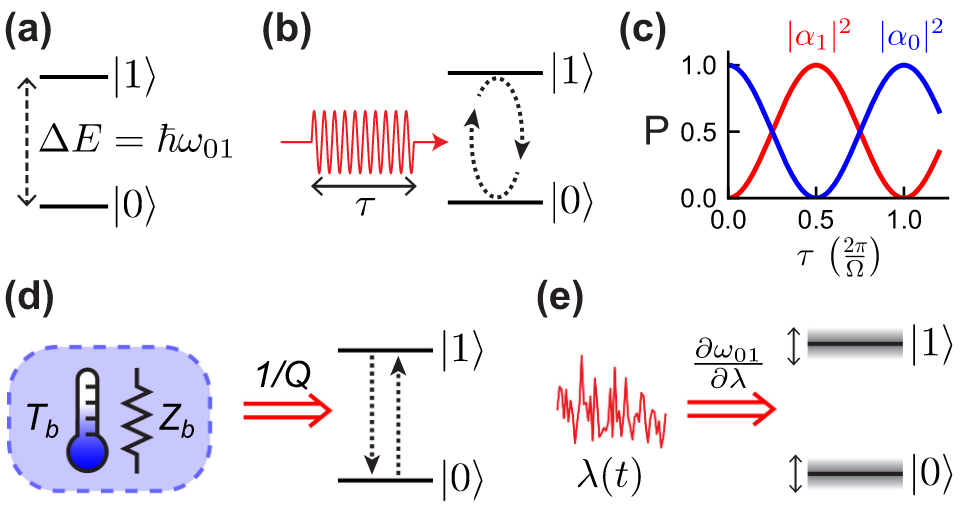 (a)
|1⟩
ΔE = ħω₀₁
|0⟩
(b)
|1⟩
τ
|0⟩
(c)
|α₁|² |α₀|²
1.0
P 0.5
0.0
0.0 0.5 1.0
τ (2π/Ω)
(d)
T_b Z_b
1/Q
|1⟩
|0⟩
(e)
λ(t)
∂ω₀₁/∂λ
|1⟩
|0⟩